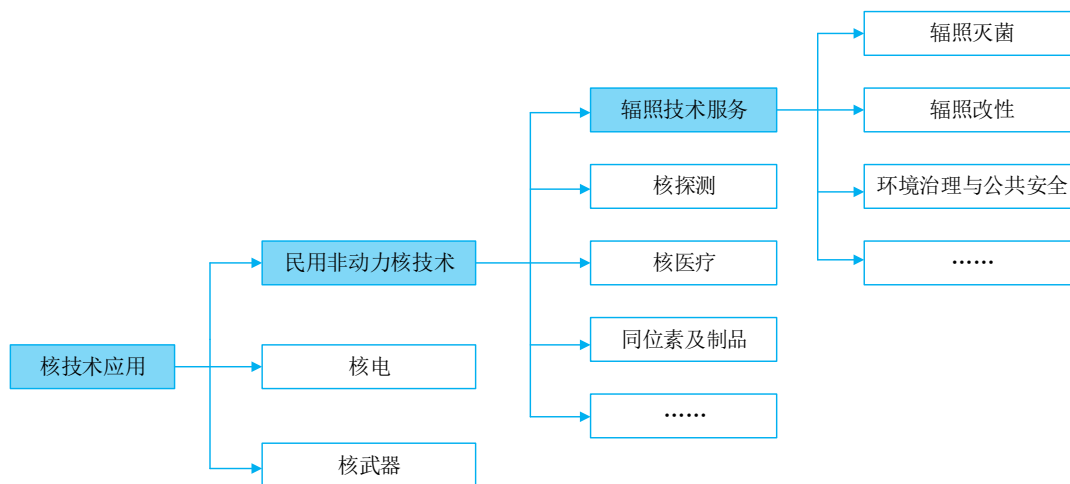 核技术应用
民用非动力核技术
核电
核武器
辐照技术服务
核探测
核医疗
同位素及制品
……
辐照灭菌
辐照改性
环境治理与公共安全
……